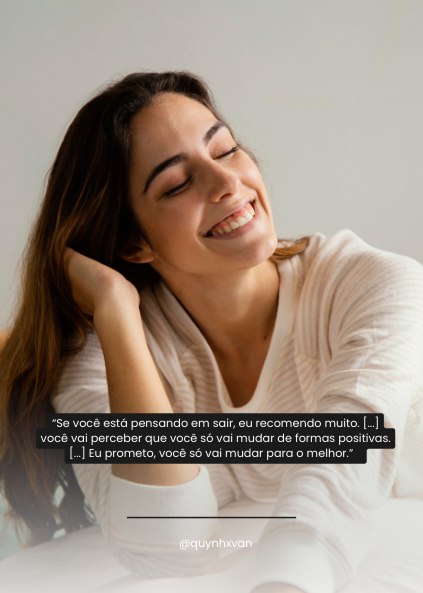 “Se você está pensando em sair, eu recomendo muito. [...]
você vai perceber que você só vai mudar de formas positivas.
[...] Eu prometo, você só vai mudar para o melhor.”
@quynhxvan